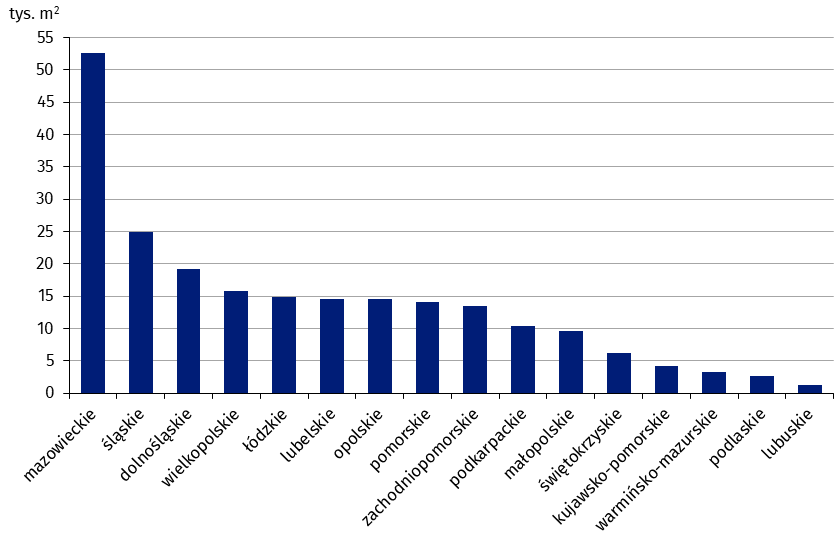 tys. m²
55
50
45
40
35
30
25
20
15
10
5
0
mazowieckie
śląskie
dolnośląskie
wielkopolskie
łódzkie
lubelskie
opolskie
pomorskie
zachodniopomorskie
podkarpackie
małopolskie
świętokrzyskie
kujawsko-pomorskie
warmińsko-mazurskie
podlaskie
lubuskie